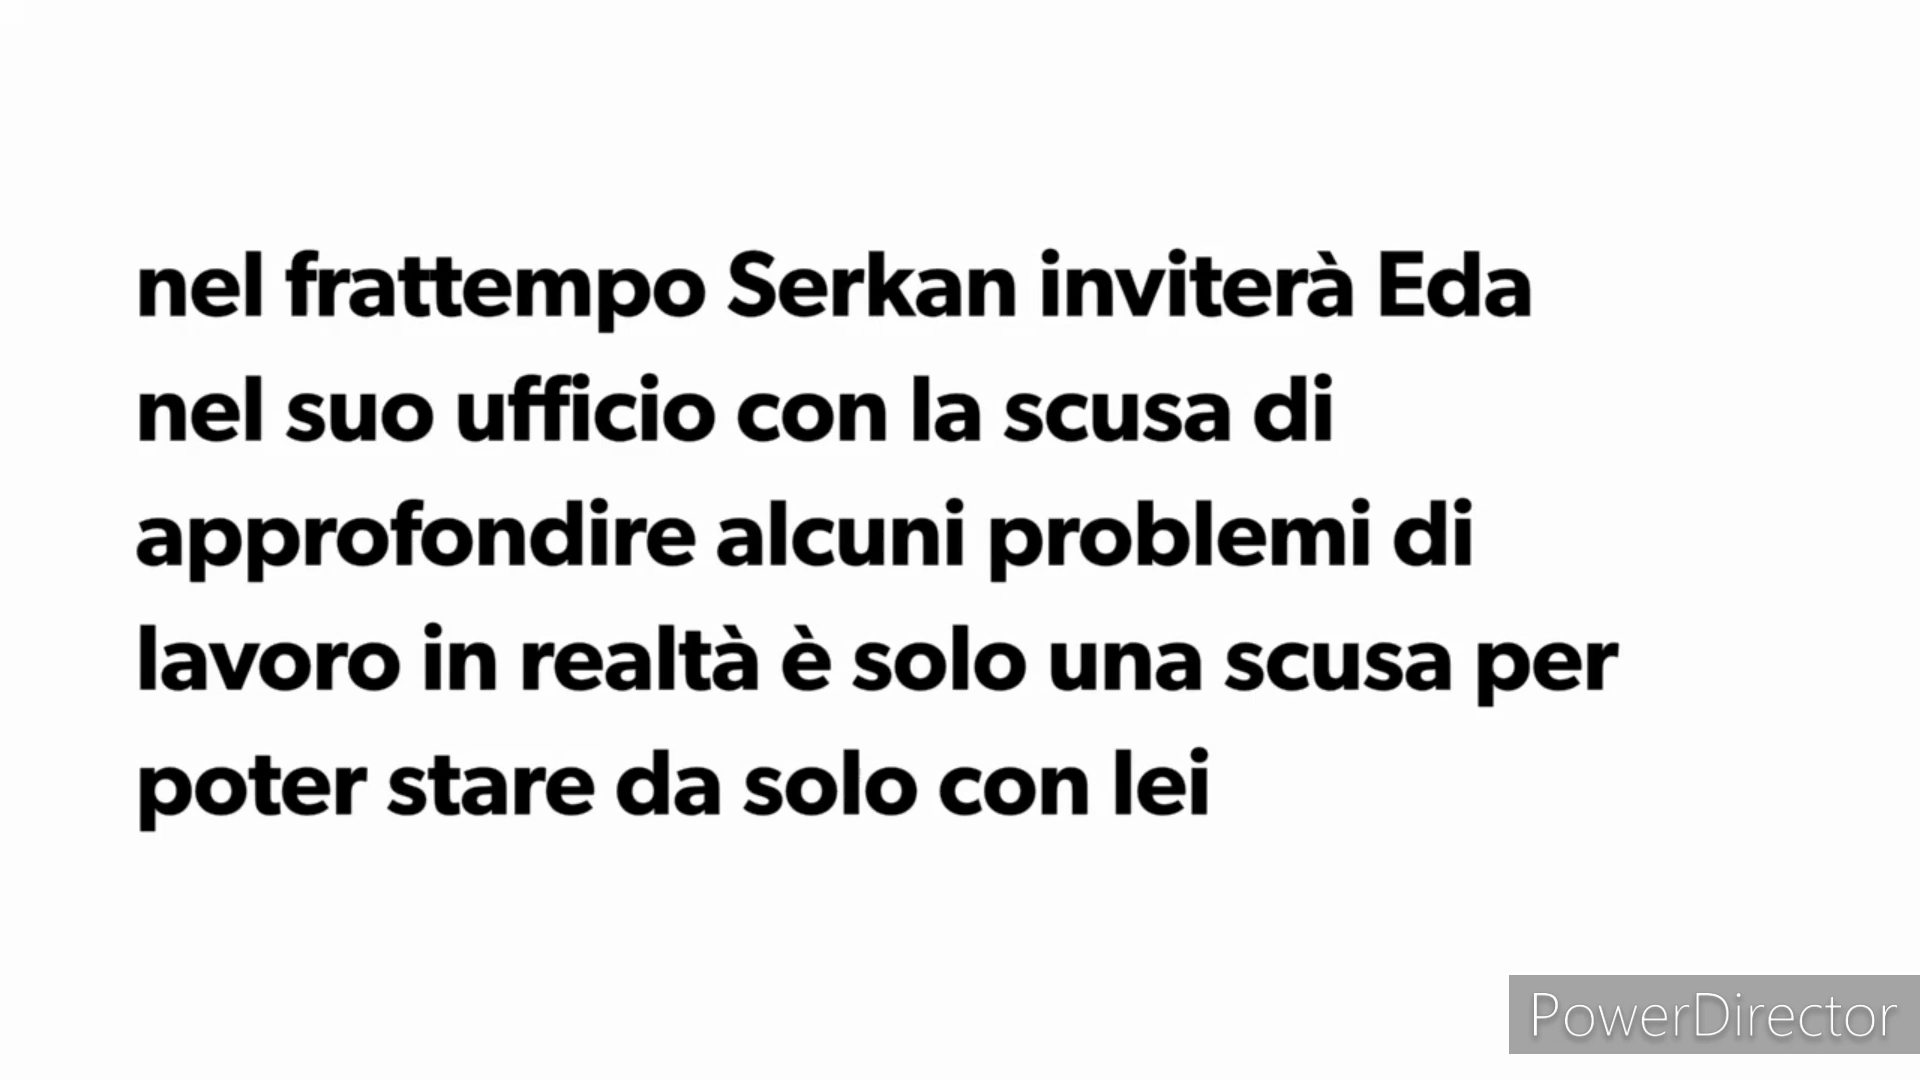 nel frattempo Serkan inviterà Eda
nel suo ufficio con la scusa di
approfondire alcuni problemi di
lavoro in realtà è solo una scusa per
poter stare da solo con lei
PowerDirector